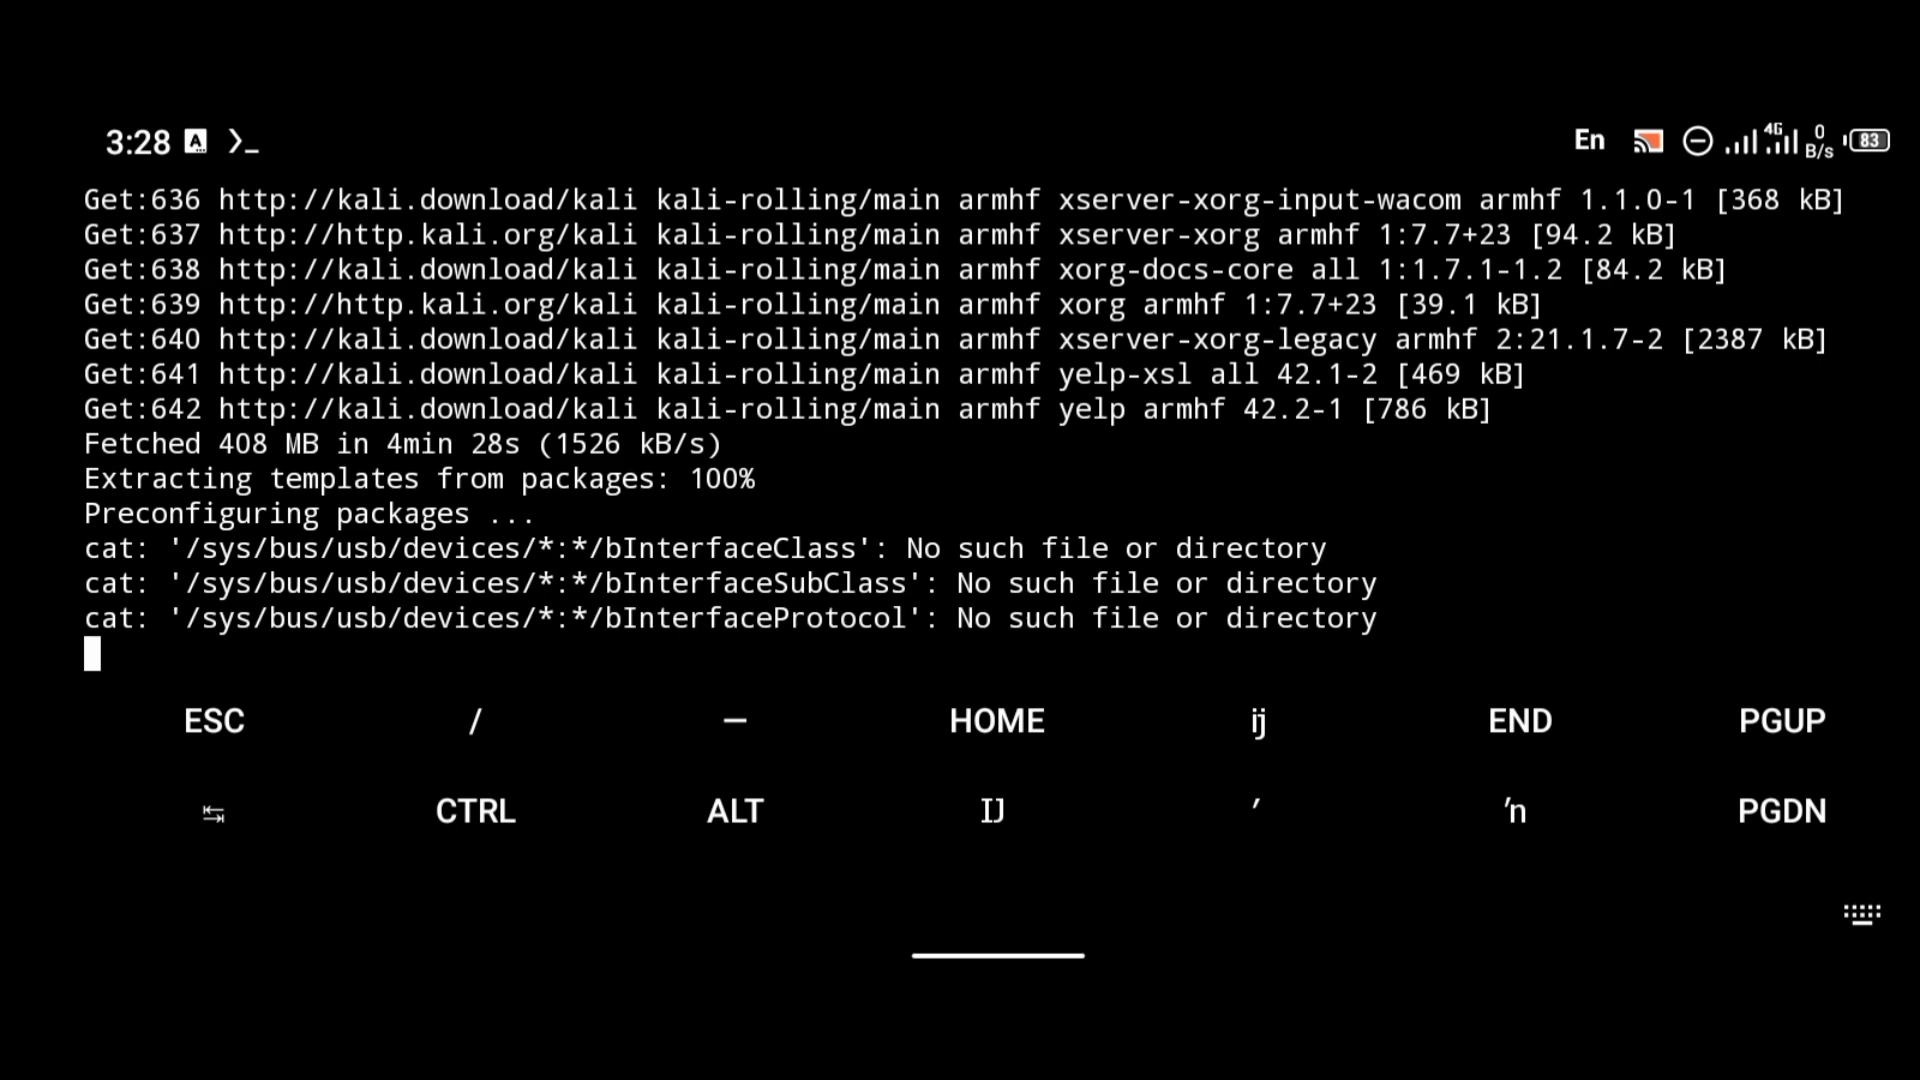 3:28 A >_ En 4G 0 B/s 83
Get:636 http://kali.download/kali kali-rolling/main armhf xserver-xorg-input-wacom armhf 1.1.0-1 [368 kB]
Get:637 http://http.kali.org/kali kali-rolling/main armhf xserver-xorg armhf 1:7.7+23 [94.2 kB]
Get:638 http://kali.download/kali kali-rolling/main armhf xorg-docs-core all 1:1.7.1-1.2 [84.2 kB]
Get:639 http://http.kali.org/kali kali-rolling/main armhf xorg armhf 1:7.7+23 [39.1 kB]
Get:640 http://kali.download/kali kali-rolling/main armhf xserver-xorg-legacy armhf 2:21.1.7-2 [2387 kB]
Get:641 http://kali.download/kali kali-rolling/main armhf yelp-xsl all 42.1-2 [469 kB]
Get:642 http://kali.download/kali kali-rolling/main armhf yelp armhf 42.2-1 [786 kB]
Fetched 408 MB in 4min 28s (1526 kB/s)
Extracting templates from packages: 100%
Preconfiguring packages ...
cat: '/sys/bus/usb/devices/*:*/bInterfaceClass': No such file or directory
cat: '/sys/bus/usb/devices/*:*/bInterfaceSubClass': No such file or directory
cat: '/sys/bus/usb/devices/*:*/bInterfaceProtocol': No such file or directory
ESC / — HOME ĳ END PGUP
↹ CTRL ALT Ĳ ′ ŉ PGDN